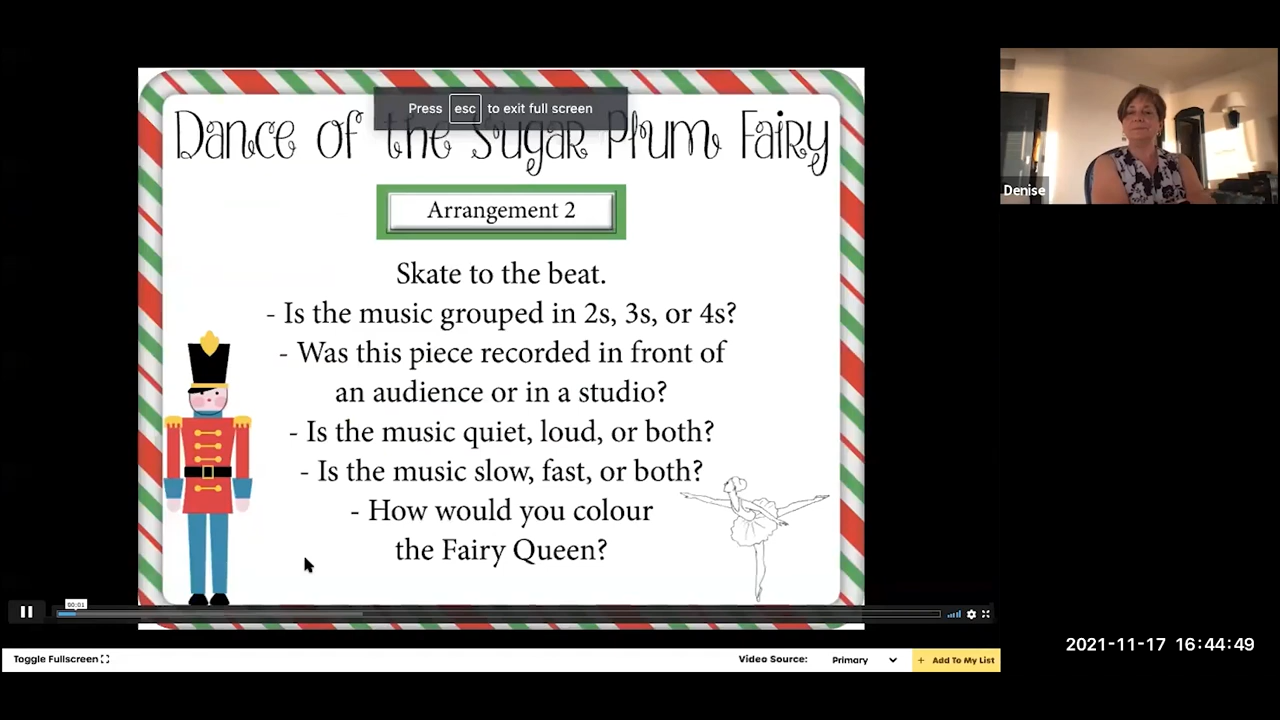 Press esc to exit full screen
Dance of the Sugar Plum Fairy
Arrangement 2
Skate to the beat.
- Is the music grouped in 2s, 3s, or 4s?
- Was this piece recorded in front of
an audience or in a studio?
- Is the music quiet, loud, or both?
- Is the music slow, fast, or both?
- How would you colour
the Fairy Queen?
Denise
00:01
2021-11-17 16:44:49
Toggle Fullscreen
Video Source: Primary
+ Add To My List